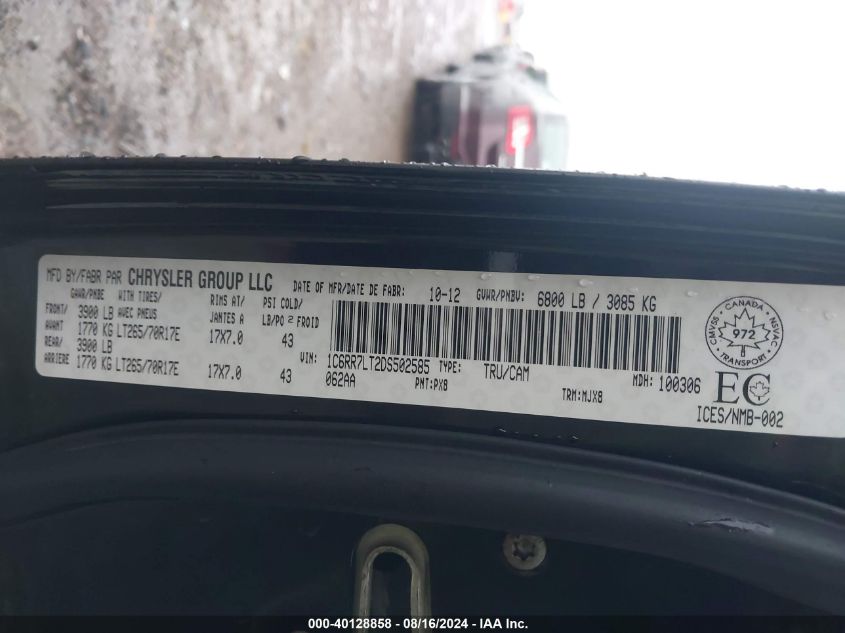 MFD BY/FABR PAR CHRYSLER GROUP LLC DATE OF MFR/DATE DE FABR: 10-12 GVWR/PNBV: 6800 LB / 3085 KG
GAWR/PNBE WITH TIRES/ RIMS AT/ PSI COLD/
FRONT/ 3900 LB AVEC PNEUS JANTES A LB/PO² FROID
AVANT 1770 KG LT265/70R17E 17X7.0 43
REAR/ 3900 LB
ARRIERE 1770 KG LT265/70R17E 17X7.0 43
VIN: 1C6RR7LT2DS502585 TYPE: TRU/CAM MDH: 100306
062AA PNT:PX8 TRM:MJX8
CANADA
CMVSS 972 NSVAC
TRANSPORT
EC
ICES/NMB-002
000-40128858 - 08/16/2024 - IAA Inc.